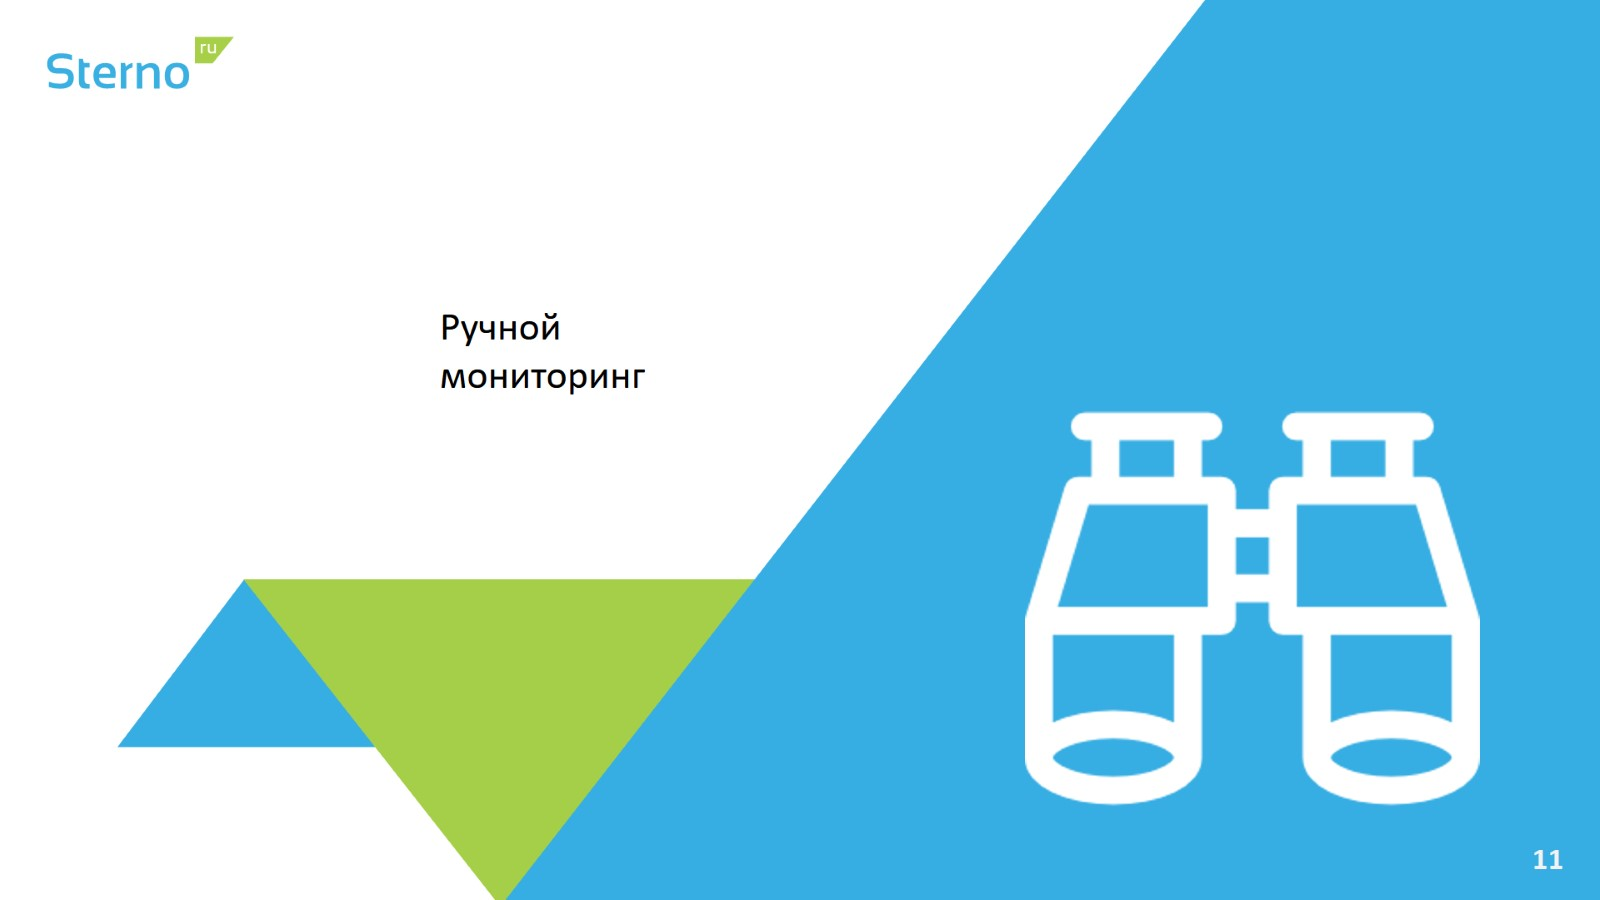 Sterno ru
Ручной
мониторинг
11